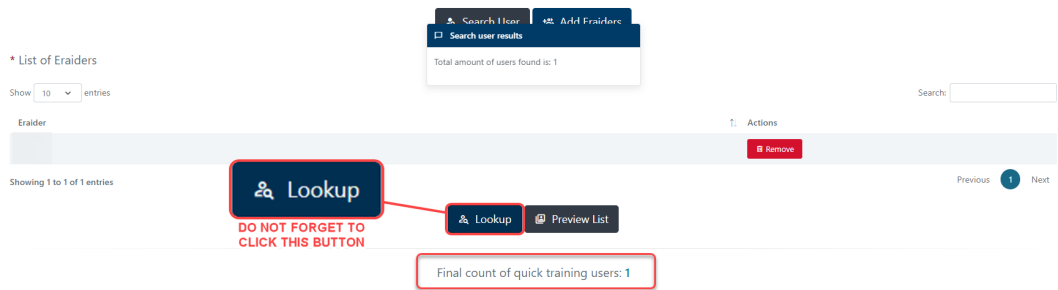 Search User
Add Eraiders
Search user results
Total amount of users found is: 1
* List of Eraiders
Show 10 entries
Search:
Eraider
Actions
Remove
Showing 1 to 1 of 1 entries
Previous 1 Next
Lookup
DO NOT FORGET TO
CLICK THIS BUTTON
Lookup
Preview List
Final count of quick training users: 1